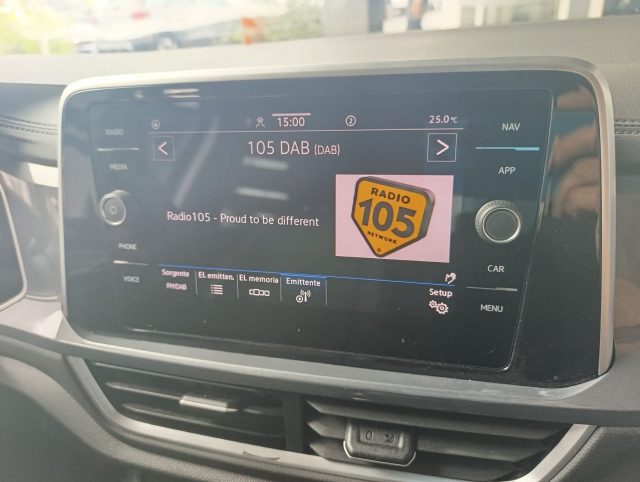 15:00
25.0°C
RADIO
MEDIA
PHONE
VOICE
105 DAB (DAB)
Radio105 - Proud to be different
RADIO
105
NETWORK
Sorgente
FM/DAB
El. emitten.
El. memoria
Emittente
Setup
NAV
APP
CAR
MENU